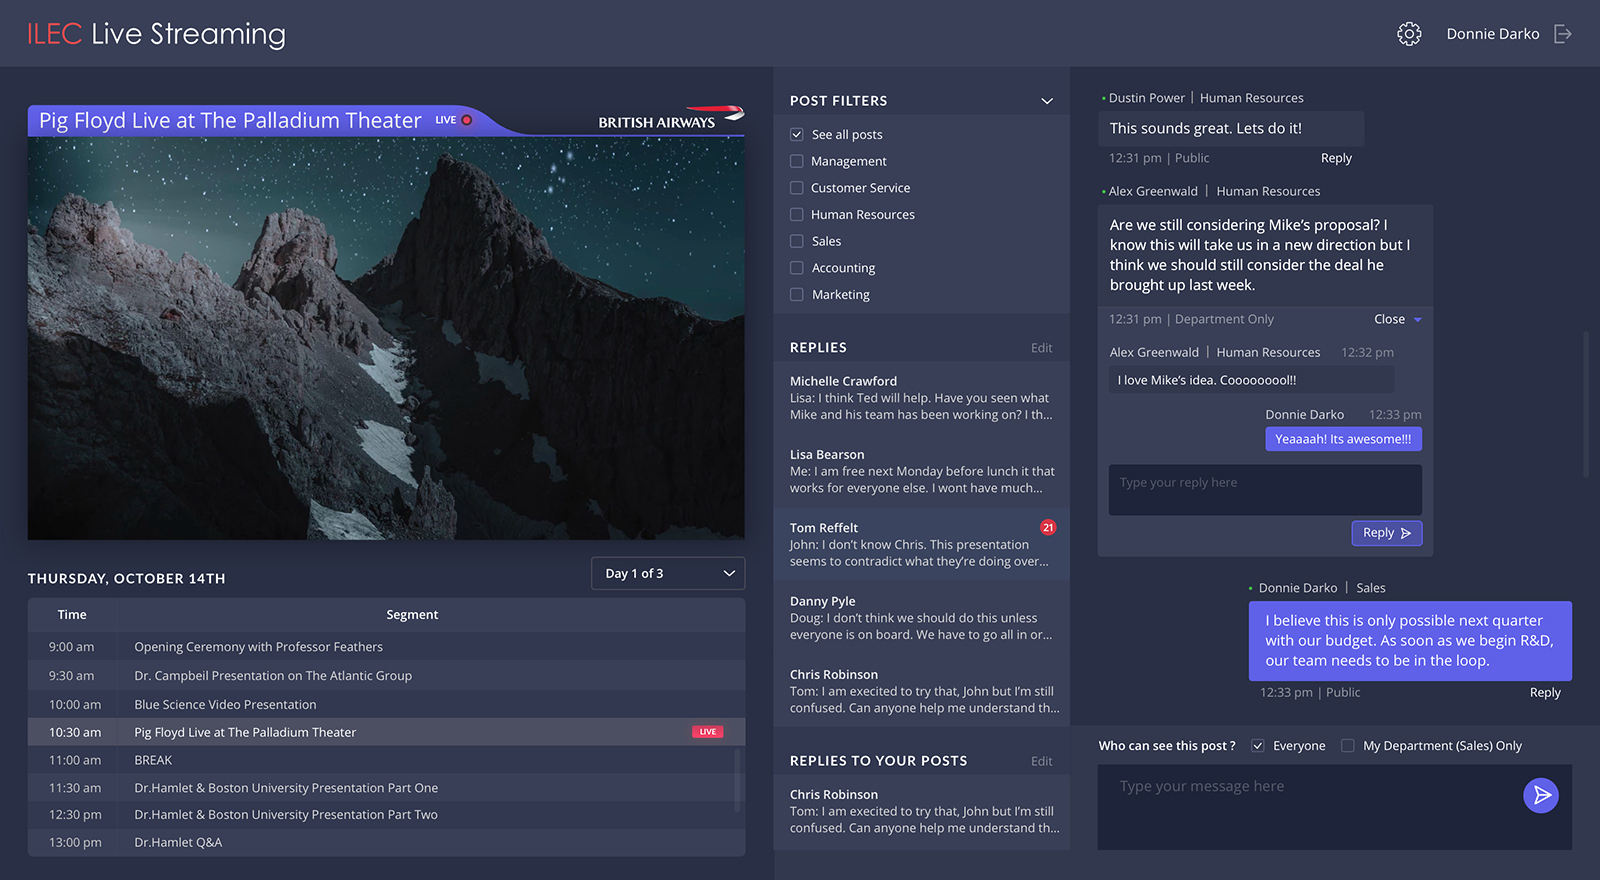 ILEC Live Streaming
Donnie Darko
Pig Floyd Live at The Palladium Theater LIVE
BRITISH AIRWAYS
THURSDAY, OCTOBER 14TH
Day 1 of 3
Time Segment
9:00 am Opening Ceremony with Professor Feathers
9:30 am Dr. Campbeil Presentation on The Atlantic Group
10:00 am Blue Science Video Presentation
10:30 am Pig Floyd Live at The Palladium Theater LIVE
11:00 am BREAK
11:30 am Dr.Hamlet & Boston University Presentation Part One
12:30 pm Dr.Hamlet & Boston University Presentation Part Two
13:00 pm Dr.Hamlet Q&A
POST FILTERS
See all posts
Management
Customer Service
Human Resources
Sales
Accounting
Marketing
REPLIES Edit
Michelle Crawford
Lisa: I think Ted will help. Have you seen what
Mike and his team has been working on? I th...
Lisa Bearson
Me: I am free next Monday before lunch it that
works for everyone else. I wont have much...
Tom Reffelt 21
John: I don’t know Chris. This presentation
seems to contradict what they’re doing over...
Danny Pyle
Doug: I don’t think we should do this unless
everyone is on board. We have to go all in or...
Chris Robinson
Tom: I am execited to try that, John but I’m still
confused. Can anyone help me understand th...
REPLIES TO YOUR POSTS Edit
Chris Robinson
Tom: I am execited to try that, John but I’m still
confused. Can anyone help me understand th...
Dustin Power | Human Resources
This sounds great. Lets do it!
12:31 pm | Public Reply
Alex Greenwald | Human Resources
Are we still considering Mike’s proposal? I
know this will take us in a new direction but I
think we should still consider the deal he
brought up last week.
12:31 pm | Department Only Close
Alex Greenwald | Human Resources 12:32 pm
I love Mike’s idea. Coooooool!!
Donnie Darko 12:33 pm
Yeaaaah! Its awesome!!!
Type your reply here
Reply
Donnie Darko | Sales
I believe this is only possible next quarter
with our budget. As soon as we begin R&D,
our team needs to be in the loop.
12:33 pm | Public Reply
Who can see this post ? Everyone My Department (Sales) Only
Type your message here